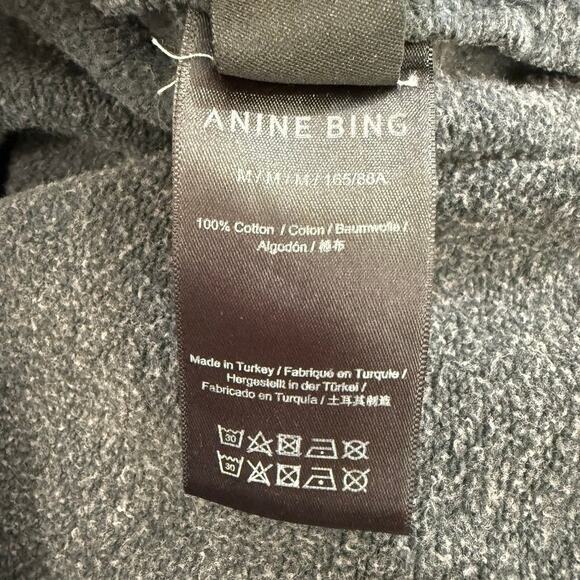 ANINE BING
M / M / M / 165/88A
100% Cotton / Coton / Baumwolle /
Algodón / 棉布
Made in Turkey / Fabriqué en Turquie /
Hergestellt in der Türkei /
Fabricado en Turquía / 土耳其制造
30
30